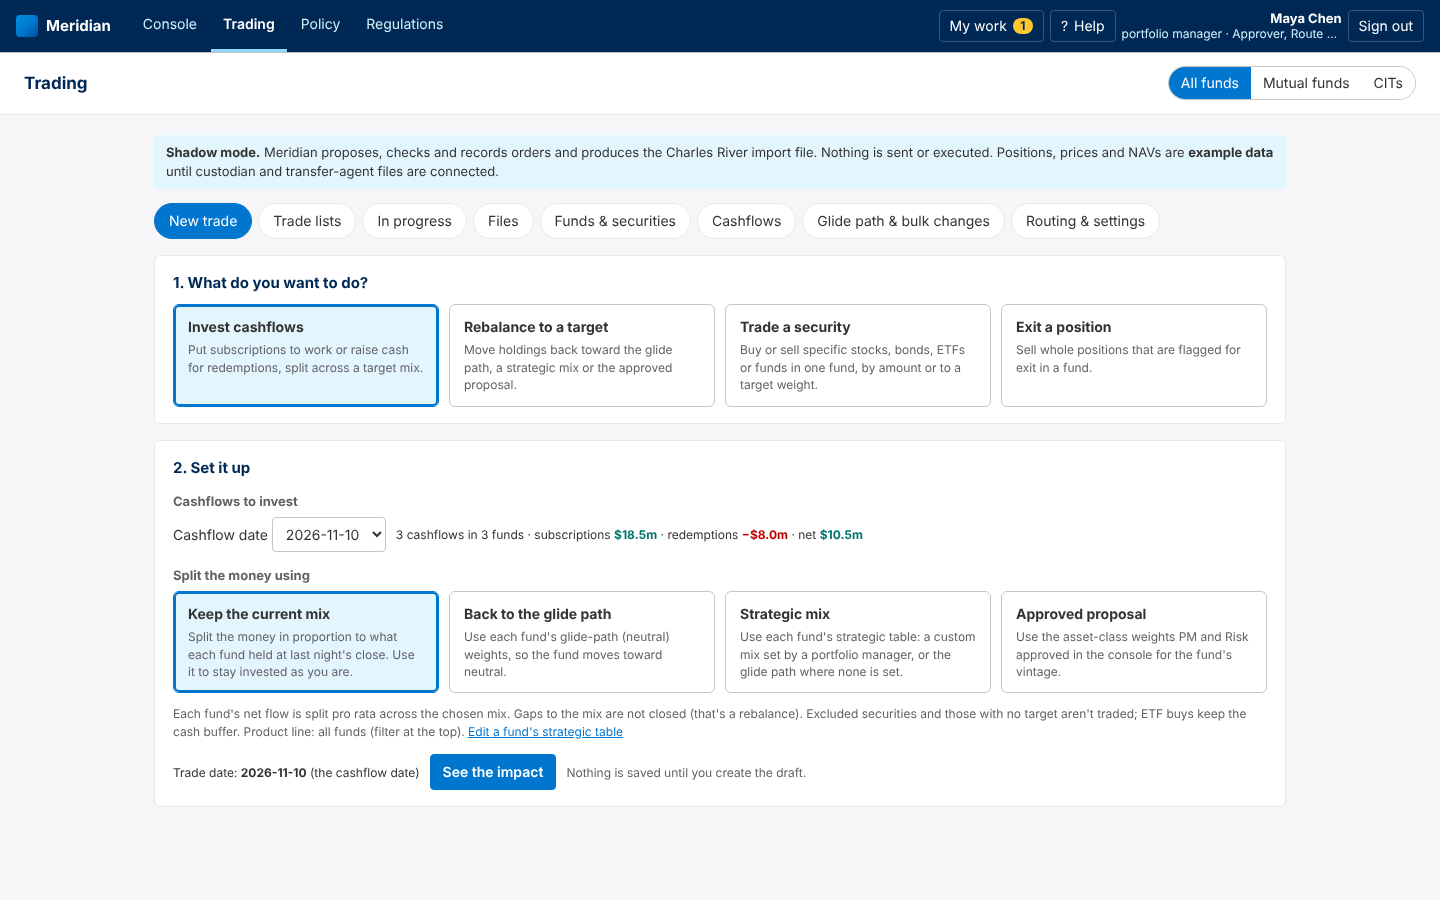 Meridian
Console
Trading
Policy
Regulations
My work 1
? Help
Maya Chen
portfolio manager · Approver, Route ...
Sign out
Trading
All funds
Mutual funds
CITs
Shadow mode. Meridian proposes, checks and records orders and produces the Charles River import file. Nothing is sent or executed. Positions, prices and NAVs are example data
until custodian and transfer-agent files are connected.
New trade
Trade lists
In progress
Files
Funds & securities
Cashflows
Glide path & bulk changes
Routing & settings
1. What do you want to do?
Invest cashflows
Put subscriptions to work or raise cash
for redemptions, split across a target mix.
Rebalance to a target
Move holdings back toward the glide
path, a strategic mix or the approved
proposal.
Trade a security
Buy or sell specific stocks, bonds, ETFs
or funds in one fund, by amount or to a
target weight.
Exit a position
Sell whole positions that are flagged for
exit in a fund.
2. Set it up
Cashflows to invest
Cashflow date 2026-11-10 3 cashflows in 3 funds · subscriptions $18.5m · redemptions −$8.0m · net $10.5m
Split the money using
Keep the current mix
Split the money in proportion to what
each fund held at last night's close. Use
it to stay invested as you are.
Back to the glide path
Use each fund's glide-path (neutral)
weights, so the fund moves toward
neutral.
Strategic mix
Use each fund's strategic table: a custom
mix set by a portfolio manager, or the
glide path where none is set.
Approved proposal
Use the asset-class weights PM and Risk
approved in the console for the fund's
vintage.
Each fund's net flow is split pro rata across the chosen mix. Gaps to the mix are not closed (that's a rebalance). Excluded securities and those with no target aren't traded; ETF buys keep the
cash buffer. Product line: all funds (filter at the top). Edit a fund's strategic table
Trade date: 2026-11-10 (the cashflow date) See the impact Nothing is saved until you create the draft.